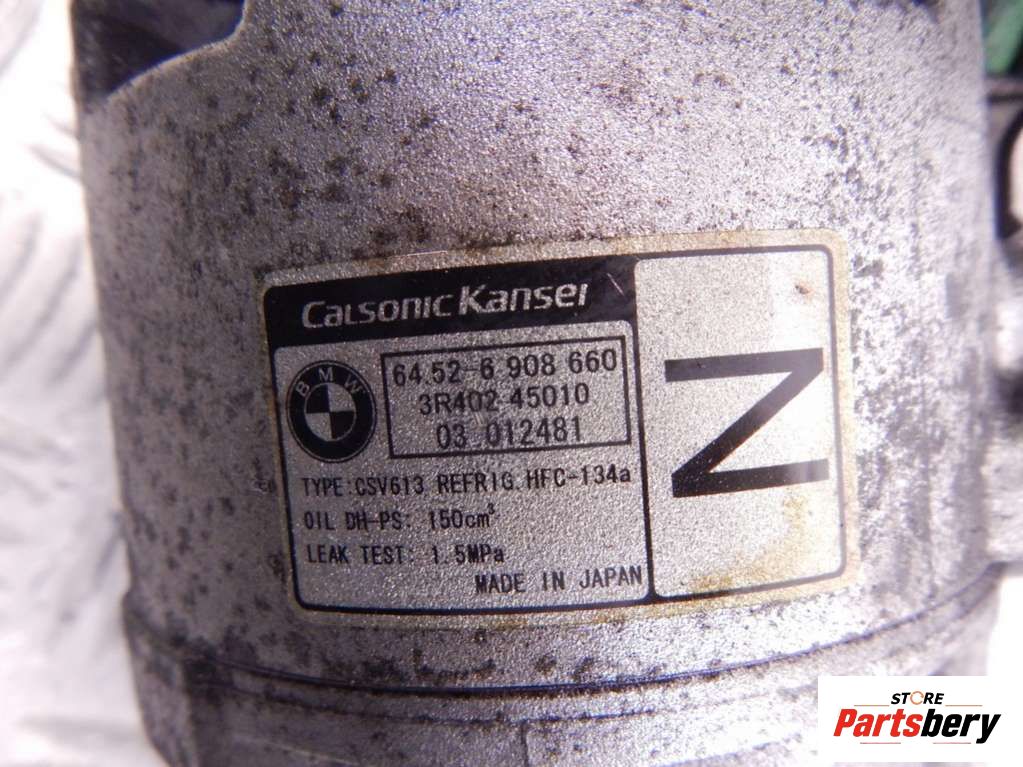 Calsonic Kansei
BMW
64.52-6 908 660
3R402-45010
03 012481
TYPE:CSV613 REFRIG.HFC-134a
OIL DH-PS: 150cm³
LEAK TEST: 1.5MPa
MADE IN JAPAN
Z
STORE
Partsbery